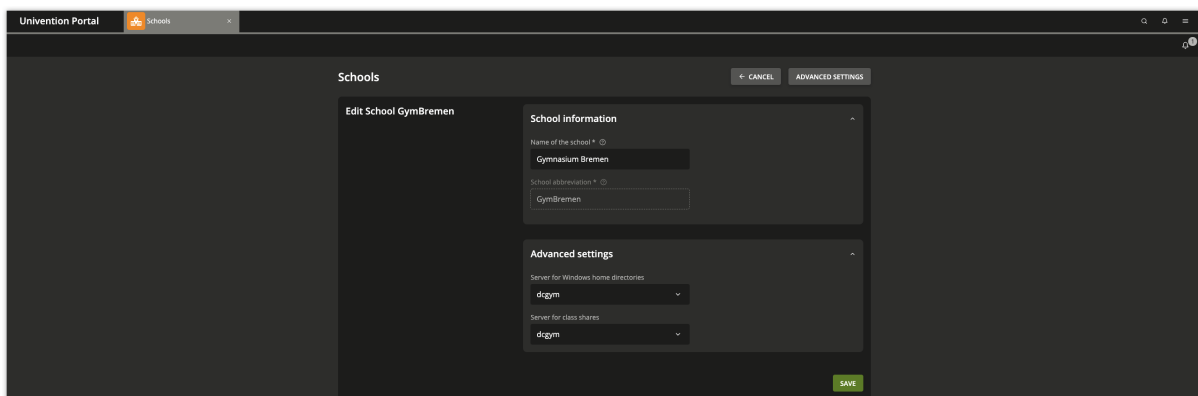 Univention Portal
Schools
1
Schools
← CANCEL
ADVANCED SETTINGS
Edit School GymBremen
School information
Name of the school *
Gymnasium Bremen
School abbreviation *
GymBremen
Advanced settings
Server for Windows home directories
dcgym
Server for class shares
dcgym
SAVE